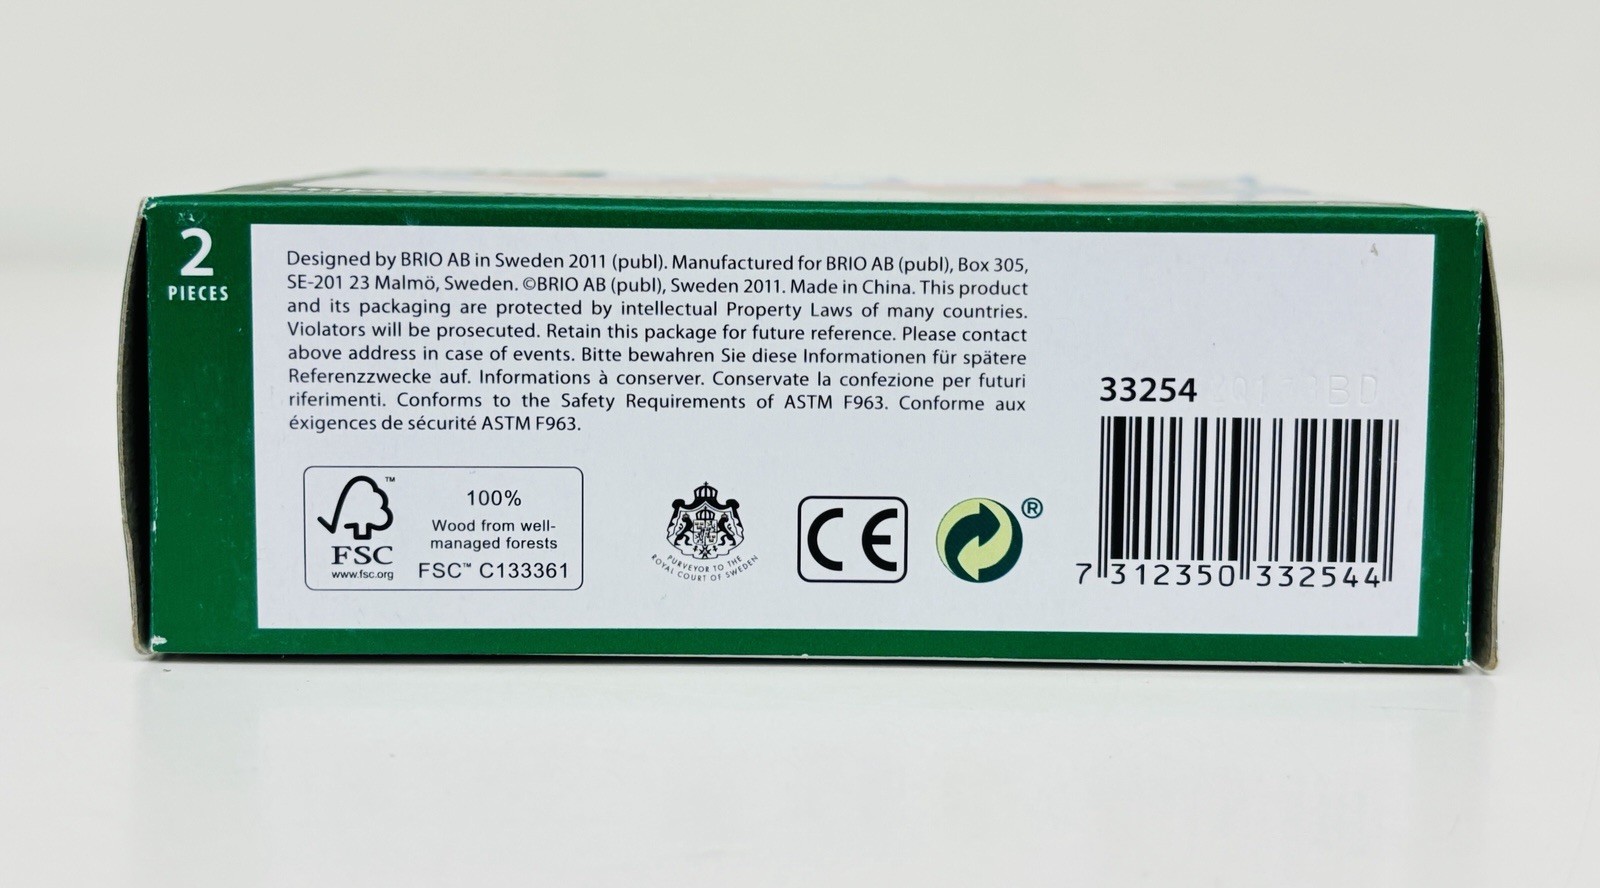 2
PIECES
Designed by BRIO AB in Sweden 2011 (publ). Manufactured for BRIO AB (publ), Box 305,
SE-201 23 Malmö, Sweden. ©BRIO AB (publ), Sweden 2011. Made in China. This product
and its packaging are protected by intellectual Property Laws of many countries.
Violators will be prosecuted. Retain this package for future reference. Please contact
above address in case of events. Bitte bewahren Sie diese Informationen für spätere
Referenzzwecke auf. Informations à conserver. Conservate la confezione per futuri
riferimenti. Conforms to the Safety Requirements of ASTM F963. Conforme aux
éxigences de sécurité ASTM F963.
™
FSC
www.fsc.org
100%
Wood from well-
managed forests
FSC™ C133361
PURVEYOR TO THE
ROYAL COURT OF SWEDEN
CE
®
33254
7 312350 332544